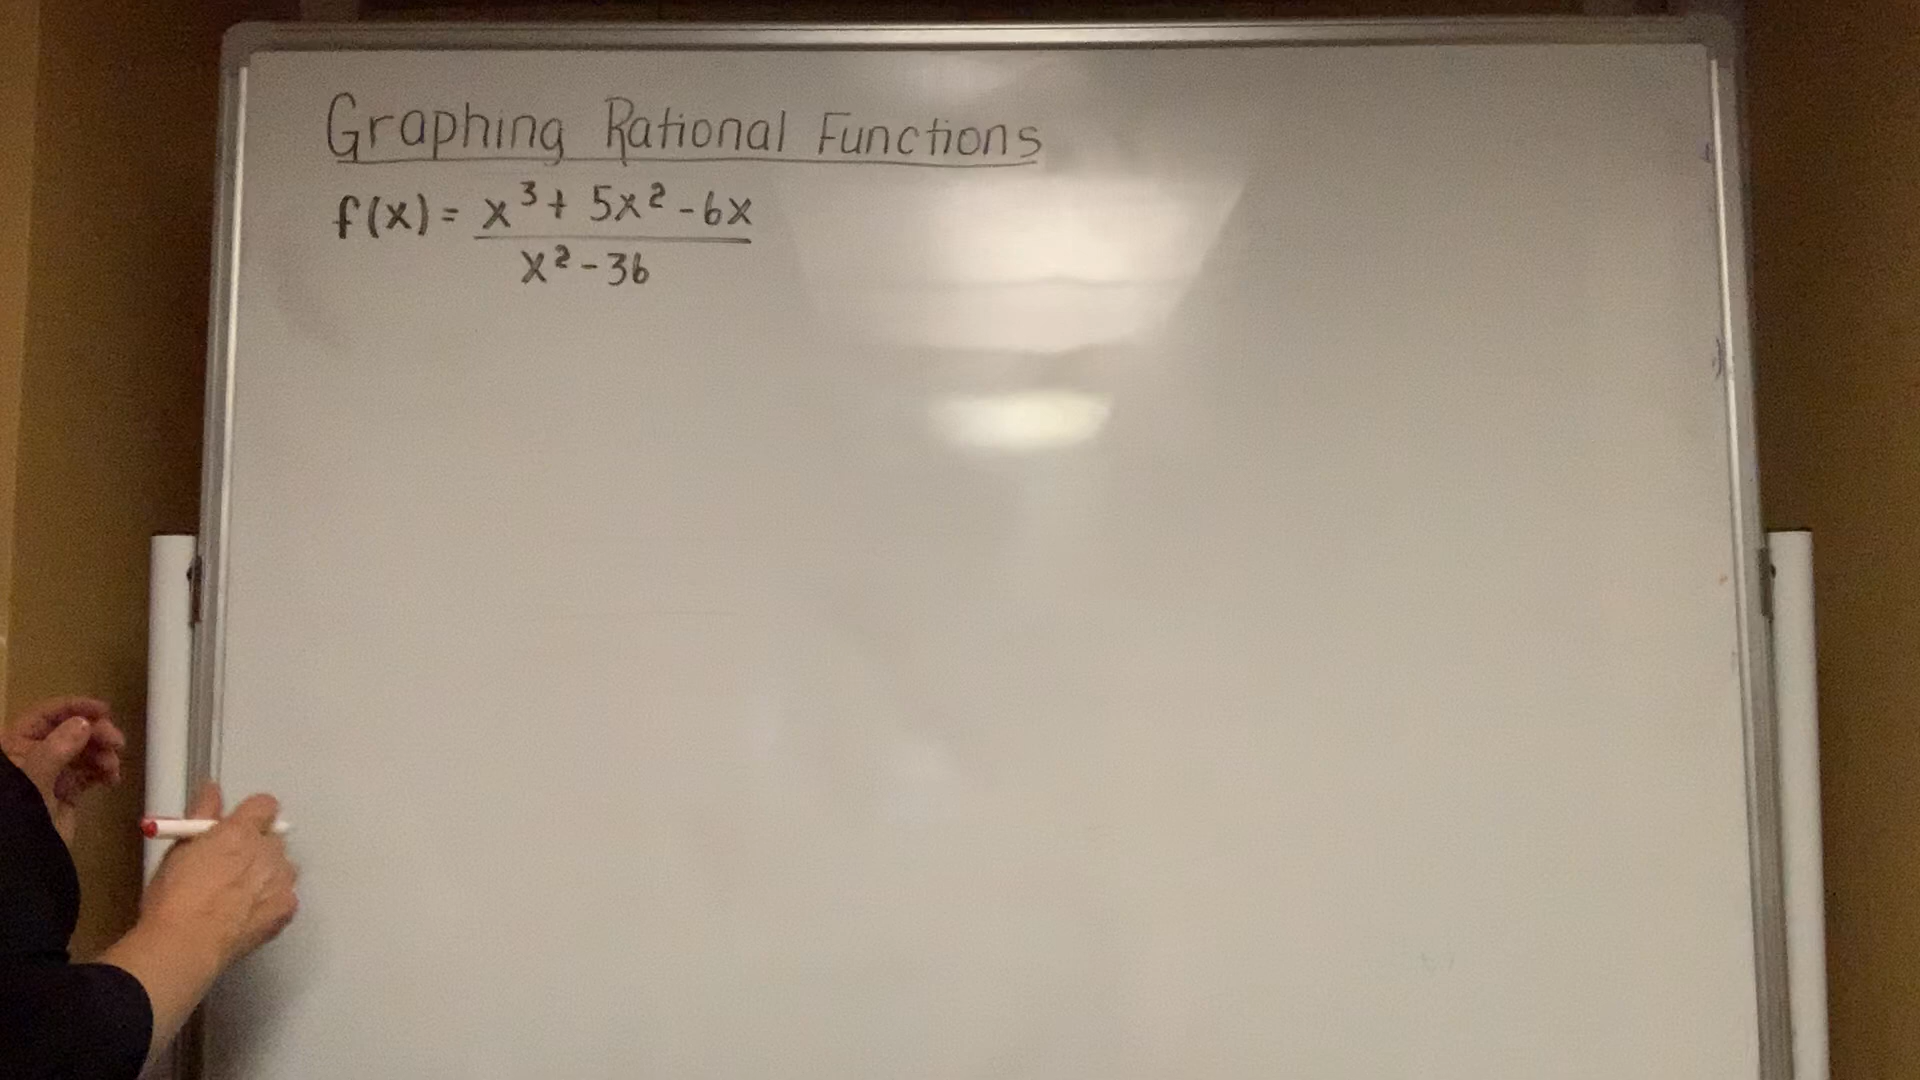 Graphing Rational Functions
f(x) = x³ + 5x² - 6x
x² - 36